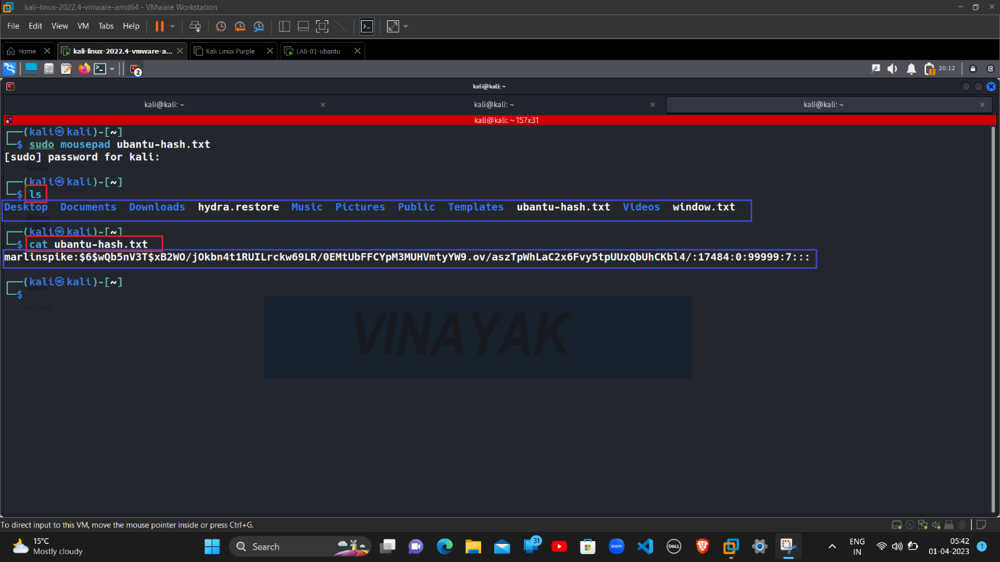 kali-linux-2022.4-vmware-amd64 - VMware Workstation
File Edit View VM Tabs Help
Home kali-linux-2022.4-vmware-a... Kali Linux Purple LAB-01-ubantu
2 20:12
kali@kali: ~
kali@kali: ~ kali@kali: ~ kali@kali: ~
kali@kali: ~ 157x31
┌──(kali㉿kali)-[~]
└─$ sudo mousepad ubantu-hash.txt
[sudo] password for kali:
┌──(kali㉿kali)-[~]
└─$ ls
Desktop Documents Downloads hydra.restore Music Pictures Public Templates ubantu-hash.txt Videos window.txt
┌──(kali㉿kali)-[~]
└─$ cat ubantu-hash.txt
marlinspike:$6$wQb5nV3T$xB2WO/jOkbn4t1RUILrckw69LR/0EMtUbFFCYpM3MUHVmtyYW9.ov/aszTpWhLaC2x6Fvy5tpUUxQbUhCKbl4/:17484:0:99999:7:::
┌──(kali㉿kali)-[~]
└─$
VINAYAK
To direct input to this VM, move the mouse pointer inside or press Ctrl+G.
15°C
Mostly cloudy
Search
31
zoom
DELL
ENG
IN
05:42
01-04-2023
1